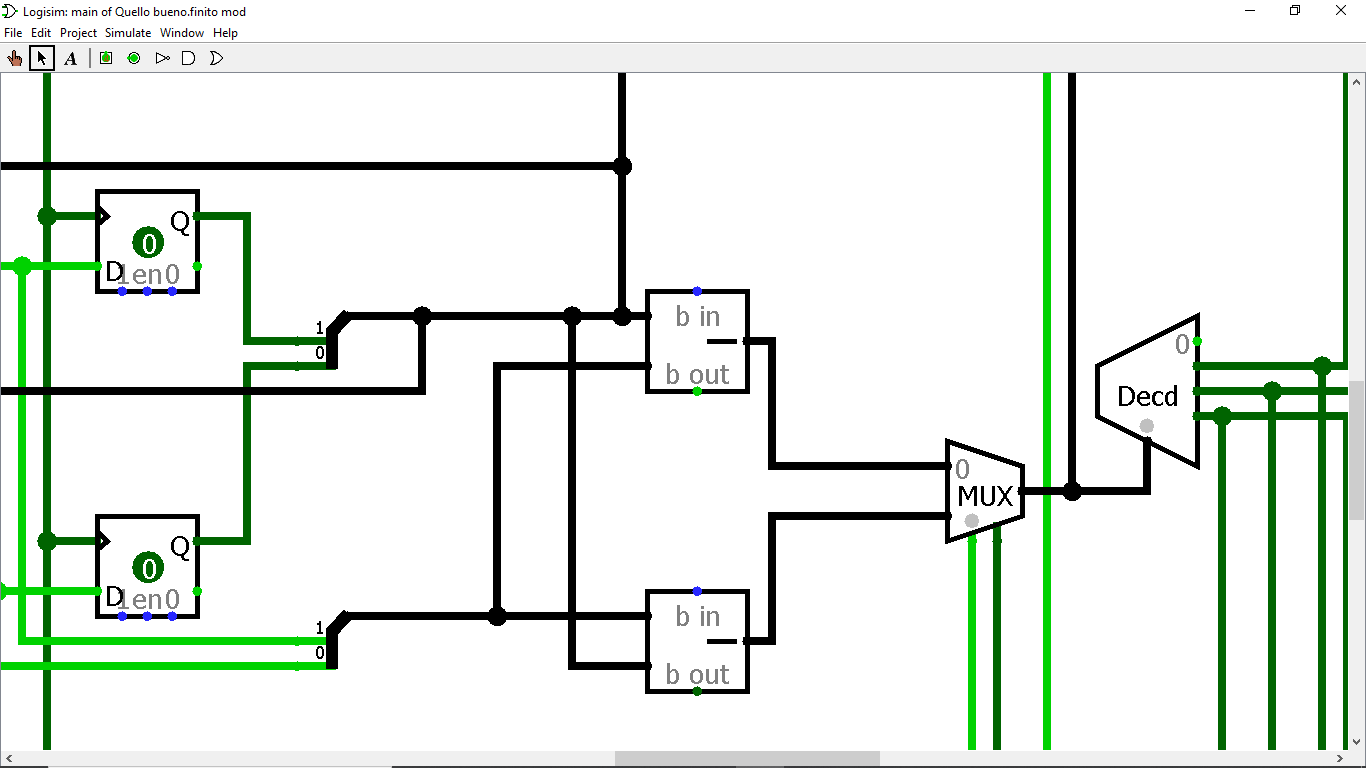 Logisim: main of Quello bueno.finito mod
File Edit Project Simulate Window Help
A
Q
0
D 1en0
1
0
b in
b out
0
Decd
0
MUX
Q
0
D 1en0
1
0
b in
b out